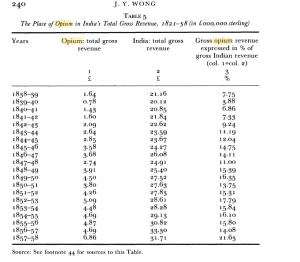 240 J. Y. WONG
TABLE 5
The Place of Opium in India's Total Gross Revenue, 1821–58 (in £000,000 sterling)
Years Opium: total gross revenue India: total gross revenue Gross opium revenue expressed in % of gross Indian revenue (col. 1÷col. 2)
1 2 3
£ £ %
1838–39 1.64 21.16 7.75
1839–40 0.78 20.12 3.88
1840–41 1.43 20.85 6.86
1841–42 1.60 21.84 7.33
1842–43 2.09 22.62 9.24
1843–44 2.64 23.59 11.19
1844–45 2.85 23.67 12.04
1845–46 3.58 24.27 14.75
1846–47 3.68 26.08 14.11
1847–48 2.74 24.91 11.00
1848–49 3.91 25.40 15.39
1849–50 4.50 27.52 16.35
1850–51 3.80 27.63 13.75
1851–52 4.26 27.83 15.31
1852–53 5.09 28.61 17.79
1853–54 4.48 28.28 15.84
1854–55 4.69 29.13 16.10
1855–56 4.87 30.82 15.80
1856–57 4.69 33.30 14.08
1857–58 6.86 31.71 21.63
Source: See footnote 44 for sources to this Table.